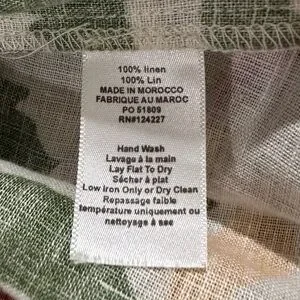 100% linen
100% Lin
MADE IN MOROCCO
FABRIQUE AU MAROC
PO 51809
RN#124227
Hand Wash
Lavage à la main
Lay Flat To Dry
Sécher à plat
Low Iron Only or Dry Clean
Repassage faible
température uniquement ou
nettoyage à sec